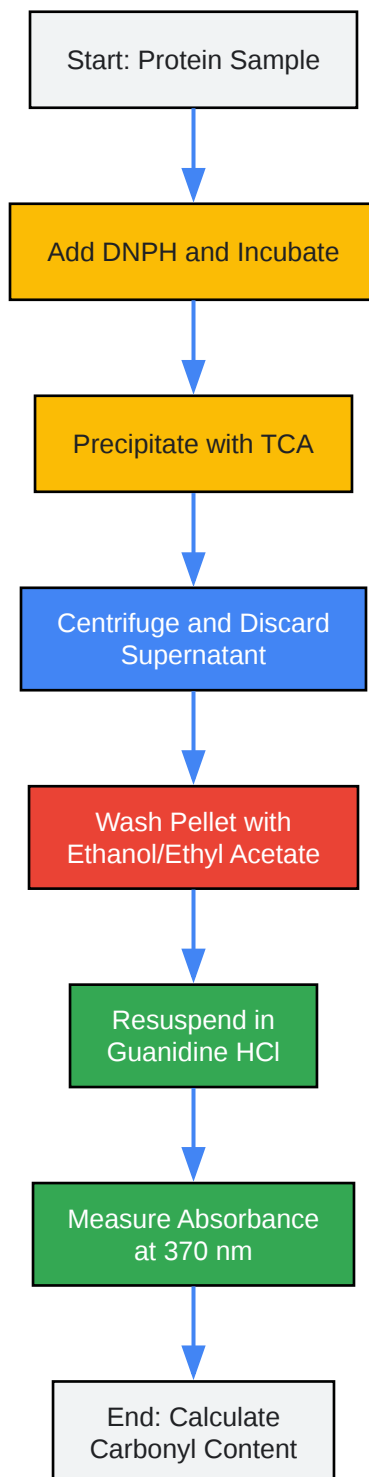 Start: Protein Sample
Add DNPH and Incubate
Precipitate with TCA
Centrifuge and Discard
Supernatant
Wash Pellet with
Ethanol/Ethyl Acetate
Resuspend in
Guanidine HCl
Measure Absorbance
at 370 nm
End: Calculate
Carbonyl Content